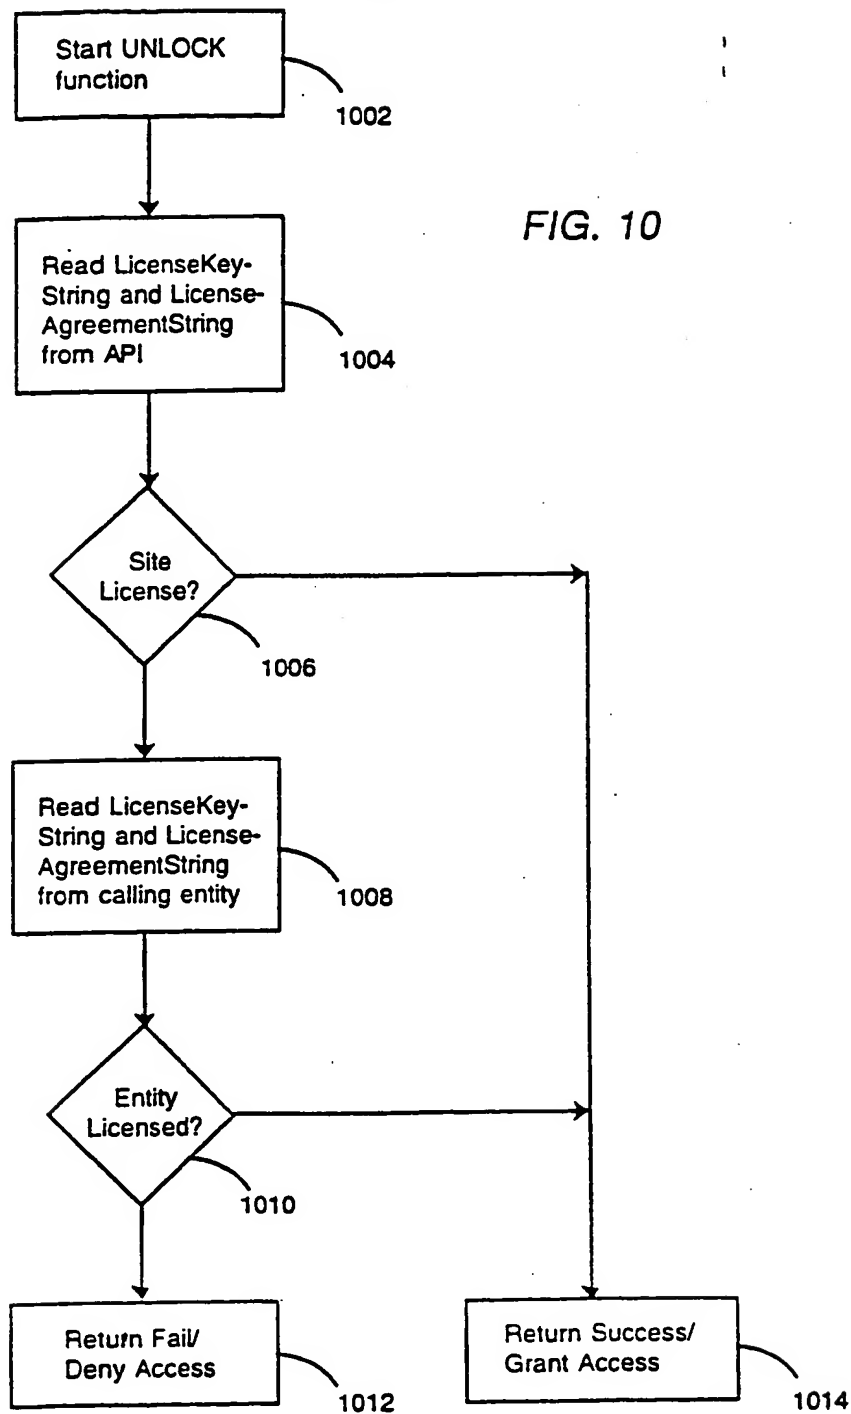 Start UNLOCK
function
1002
FIG. 10
Read LicenseKey-
String and License-
AgreementString
from API
1004
Site
License?
1006
Read LicenseKey-
String and License-
AgreementString
from calling entity
1008
Entity
Licensed?
1010
Return Fail/
Deny Access
1012
Return Success/
Grant Access
1014